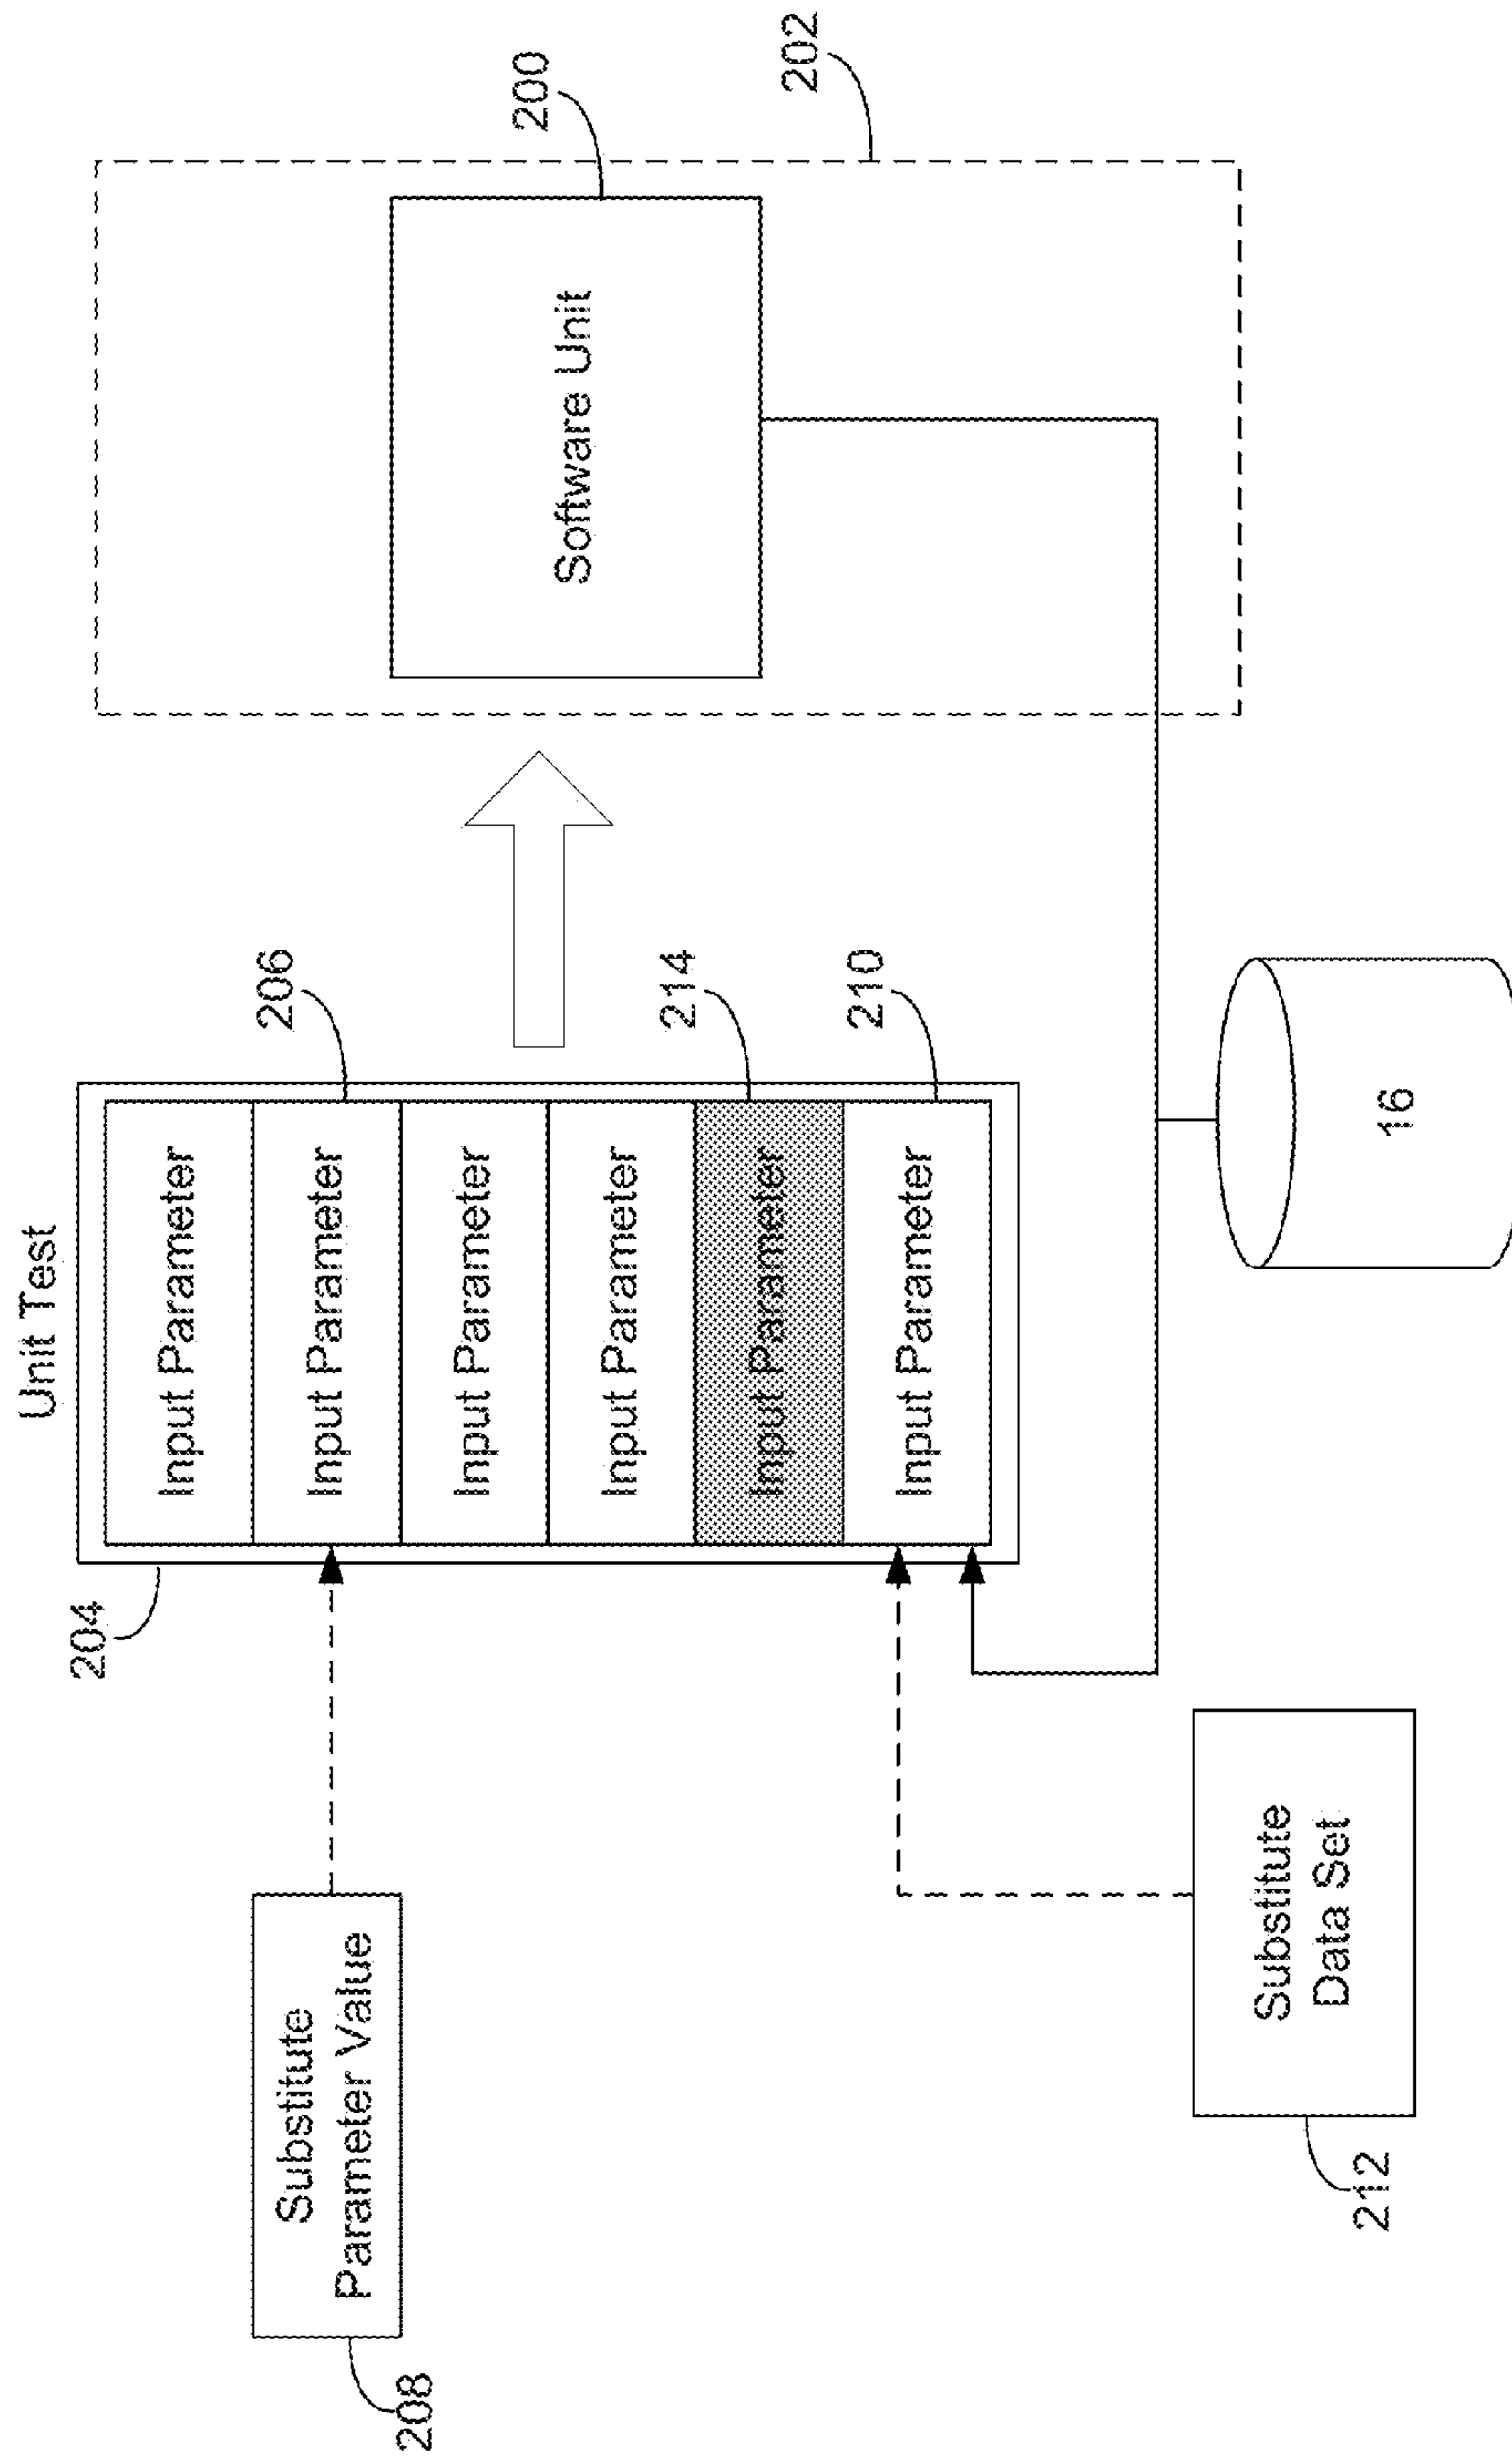 Unit Test
204
Input Parameter
Input Parameter
206
Input Parameter
Input Parameter
Input Parameter
214
Input Parameter
210
Substitute
Parameter Value
208
Substitute
Data Set
212
Software Unit
200
202
16